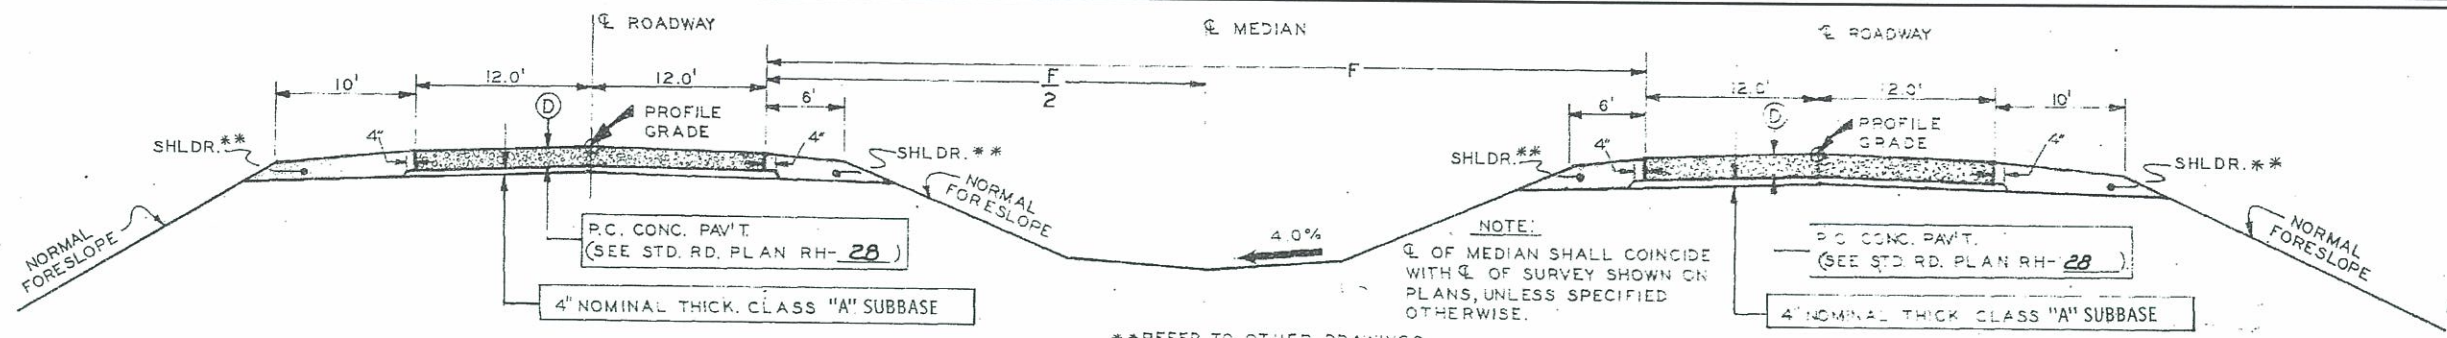 ℄ ROADWAY
℄ MEDIAN
℄ ROADWAY
10'
12.0'
12.0'
F
F
2
6'
6'
12.0'
12.0'
10'
D
PROFILE
GRADE
D
PROFILE
GRADE
SHLDR.**
4"
4"
SHLDR. **
SHLDR.**
4"
4"
SHLDR.**
NORMAL
FORESLOPE
NORMAL
FORESLOPE
P.C. CONC. PAV'T.
(SEE STD. RD. PLAN RH- 28 )
4" NOMINAL THICK. CLASS "A" SUBBASE
4.0%
NOTE:
℄ OF MEDIAN SHALL COINCIDE
WITH ℄ OF SURVEY SHOWN ON
PLANS, UNLESS SPECIFIED
OTHERWISE.
P.C. CONC. PAV'T.
(SEE STD. RD. PLAN RH- 28 )
4" NOMINAL THICK. CLASS "A" SUBBASE
NORMAL
FORESLOPE
**REFER TO OTHER DRAWINGS